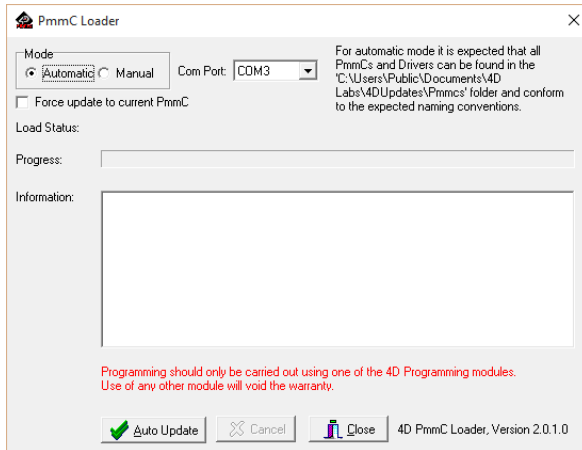 PmmC Loader
Mode
Automatic Manual
Com Port: COM3
For automatic mode it is expected that all
PmmCs and Drivers can be found in the
'C:\Users\Public\Documents\4D
Labs\4DUpdates\Pmmcs' folder and conform
to the expected naming conventions.
Force update to current PmmC
Load Status:
Progress:
Information:
Programming should only be carried out using one of the 4D Programming modules.
Use of any other module will void the warranty.
Auto Update Cancel Close 4D PmmC Loader, Version 2.0.1.0